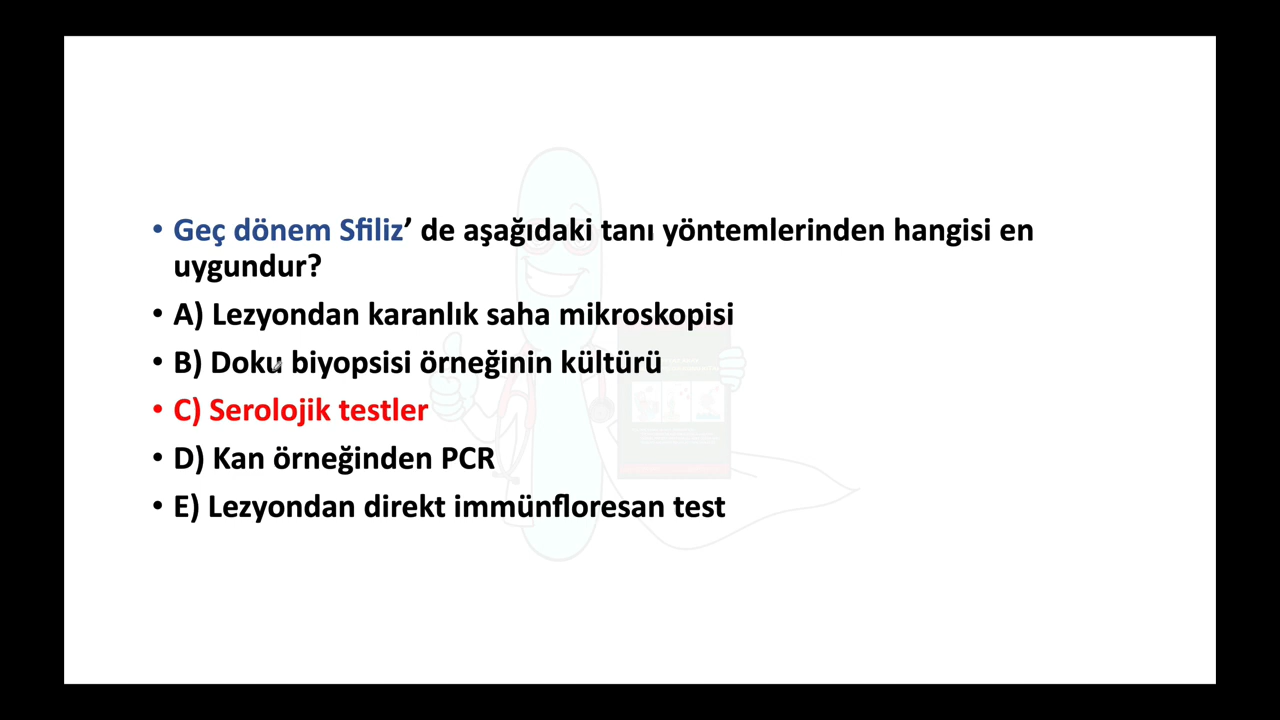 • Geç dönem Sfiliz’ de aşağıdaki tanı yöntemlerinden hangisi en
uygundur?
• A) Lezyondan karanlık saha mikroskopisi
• B) Doku biyopsisi örneğinin kültürü
• C) Serolojik testler
• D) Kan örneğinden PCR
• E) Lezyondan direkt immünfloresan test